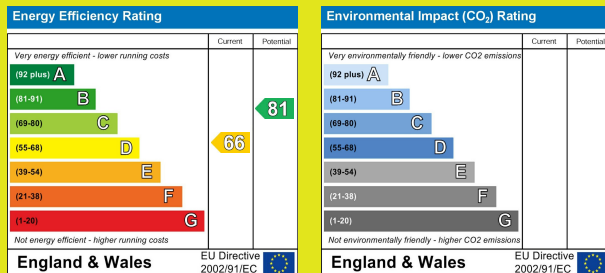 Energy Efficiency Rating
Current Potential
Very energy efficient - lower running costs
(92 plus) A
(81-91) B
(69-80) C
(55-68) D
(39-54) E
(21-38) F
(1-20) G
66
81
Not energy efficient - higher running costs
England & Wales
EU Directive
2002/91/EC
Environmental Impact (CO₂) Rating
Current Potential
Very environmentally friendly - lower CO2 emissions
(92 plus) A
(81-91) B
(69-80) C
(55-68) D
(39-54) E
(21-38) F
(1-20) G
Not environmentally friendly - higher CO2 emissions
England & Wales
EU Directive
2002/91/EC